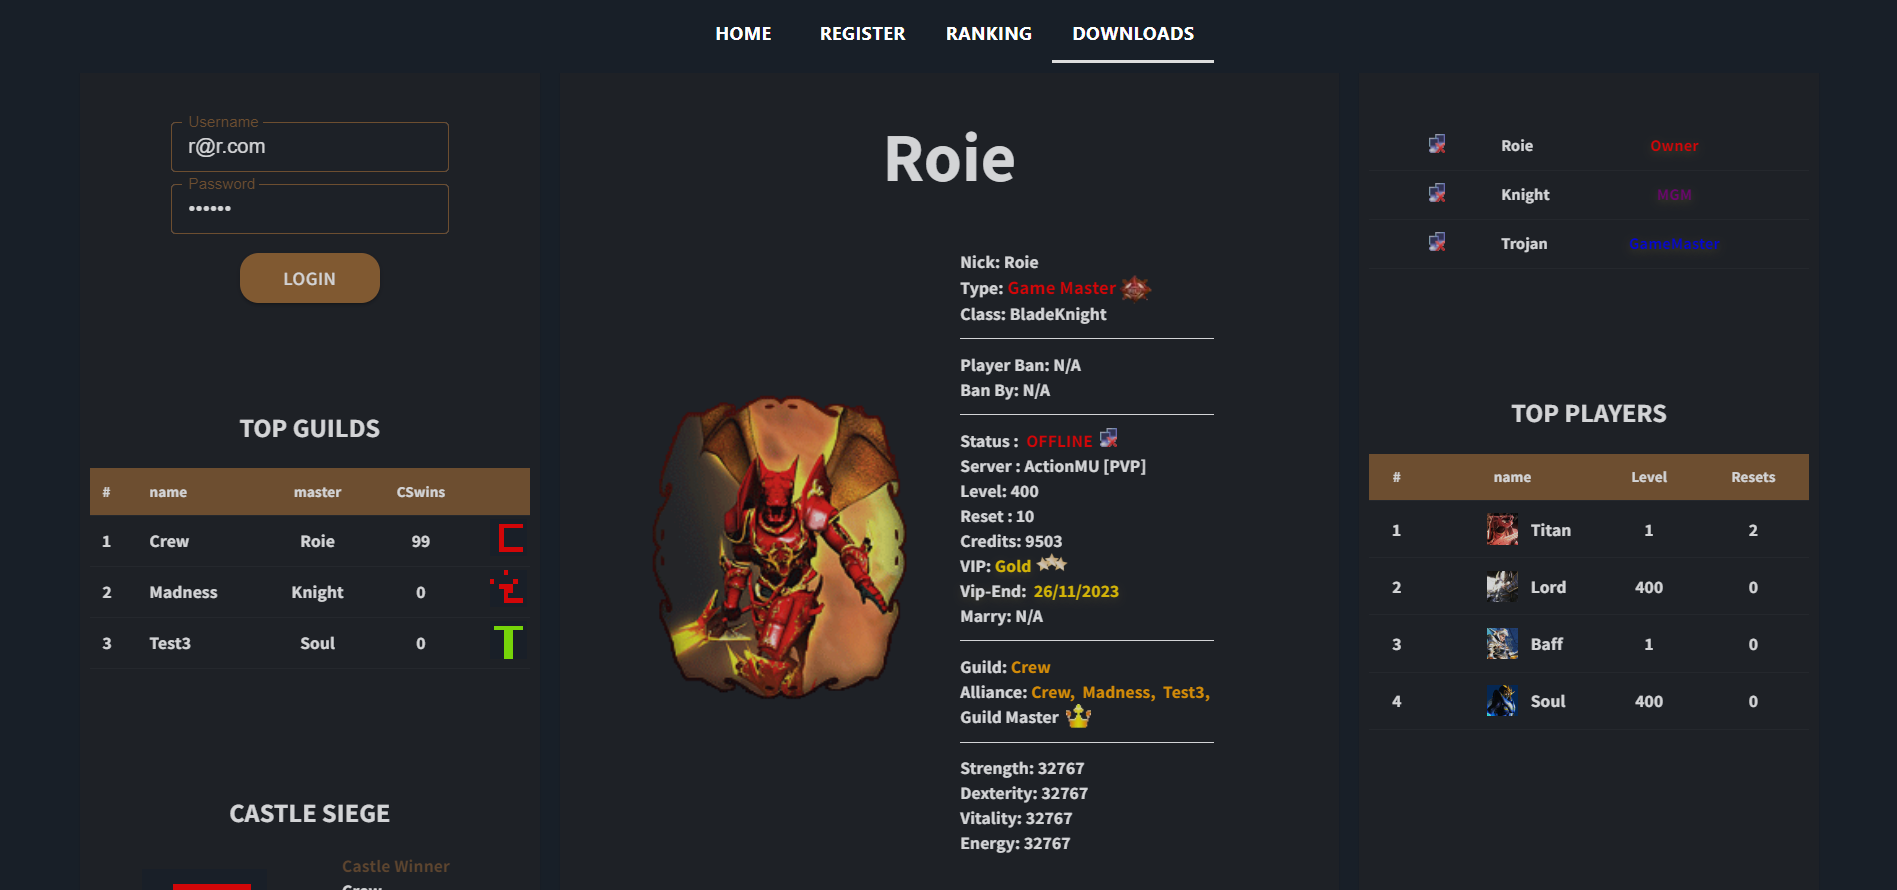 HOME REGISTER RANKING DOWNLOADS
Username
r@r.com
Password
••••••
LOGIN
TOP GUILDS
# name master CSwins
1 Crew Roie 99
2 Madness Knight 0
3 Test3 Soul 0
CASTLE SIEGE
Castle Winner
Crew
Roie
Nick: Roie
Type: Game Master
Class: BladeKnight
Player Ban: N/A
Ban By: N/A
Status : OFFLINE
Server : ActionMU [PVP]
Level: 400
Reset : 10
Credits: 9503
VIP: Gold
Vip-End: 26/11/2023
Marry: N/A
Guild: Crew
Alliance: Crew, Madness, Test3,
Guild Master
Strength: 32767
Dexterity: 32767
Vitality: 32767
Energy: 32767
Roie Owner
Knight MGM
Trojan GameMaster
TOP PLAYERS
# name Level Resets
1 Titan 1 2
2 Lord 400 0
3 Baff 1 0
4 Soul 400 0